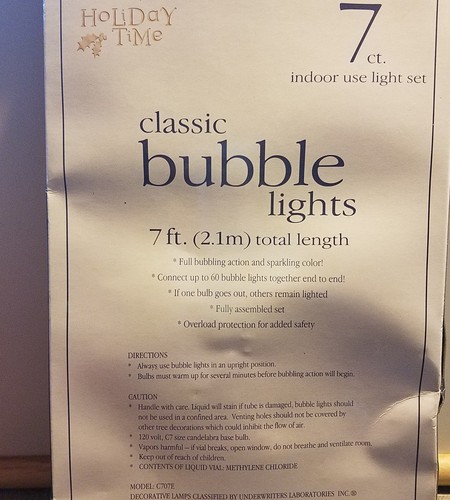 HOLiDAY
TiMe
7
ct.
indoor use light set
classic
bubble
lights
7 ft. (2.1m) total length
* Full bubbling action and sparkling color!
* Connect up to 60 bubble lights together end to end!
* If one bulb goes out, others remain lighted
* Fully assembled set
* Overload protection for added safety
DIRECTIONS
* Always use bubble lights in an upright position.
* Bulbs must warm up for several minutes before bubbling action will begin.
CAUTION
* Handle with care. Liquid will stain if tube is damaged, bubble lights should
not be used in a confined area. Venting holes should not be covered by
other tree decorations which could inhibit the flow of air.
* 120 volt, C7 size candelabra base bulb.
* Vapors harmful – if vial breaks, open window, do not breathe and ventilate room.
* Keep out of reach of children.
* CONTENTS OF LIQUID VIAL: METHYLENE CHLORIDE
MODEL: C707E
DECORATIVE LAMPS CLASSIFIED BY UNDERWRITERS LABORATORIES INC.®